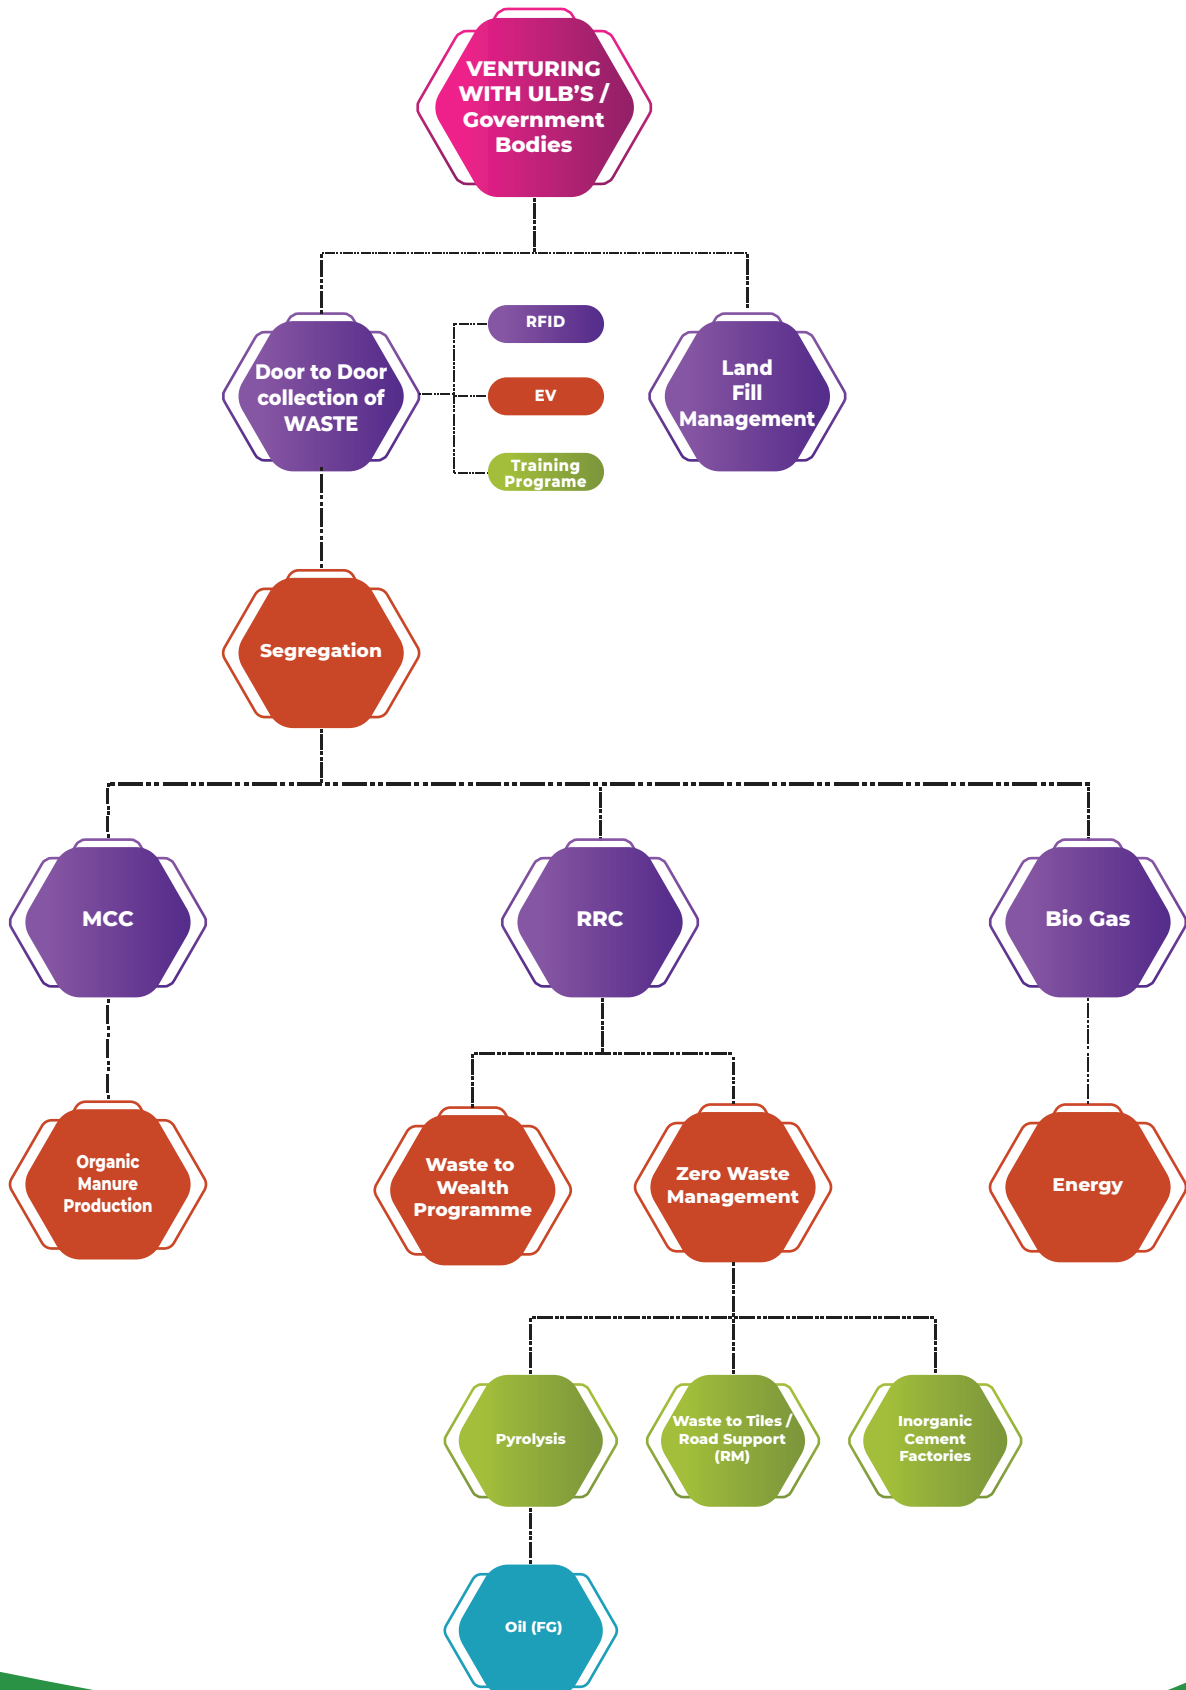 VENTURING
WITH ULB'S /
Government
Bodies
RFID
Door to Door
collection of
WASTE
EV
Land
Fill
Management
Training
Programe
Segregation
MCC
RRC
Bio Gas
Organic
Manure
Production
Waste to
Wealth
Programme
Zero Waste
Management
Energy
Pyrolysis
Waste to Tiles /
Road Support
(RM)
Inorganic
Cement
Factories
Oil (FG)